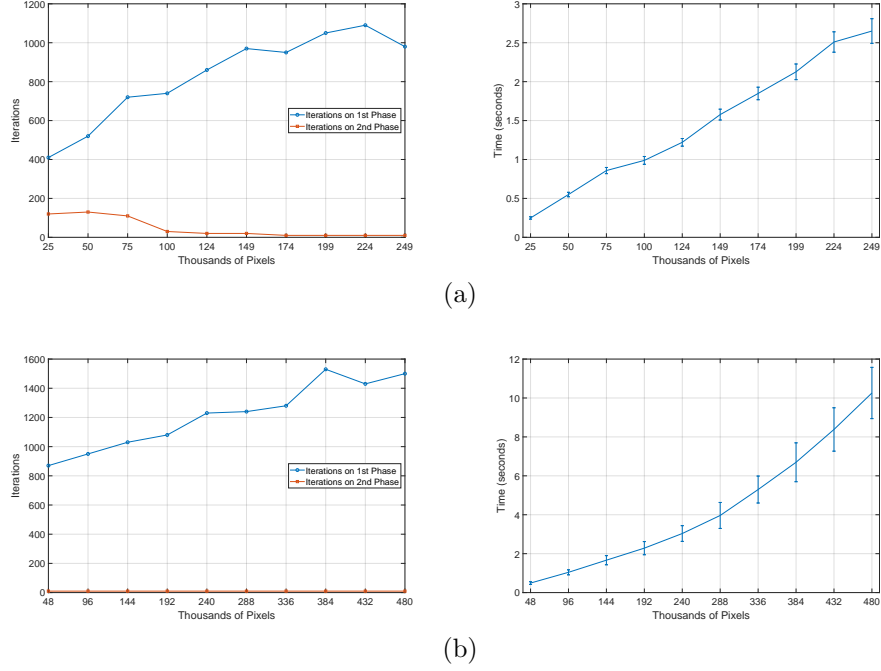 1200
1000
800
600
400
200
0
Iterations
Iterations on 1st Phase
Iterations on 2nd Phase
25 50 75 100 124 149 174 199 224 249
Thousands of Pixels
3
2.5
2
1.5
1
0.5
0
Time (seconds)
25 50 75 100 124 149 174 199 224 249
Thousands of Pixels
(a)
1600
1400
1200
1000
800
600
400
200
0
Iterations
Iterations on 1st Phase
Iterations on 2nd Phase
48 96 144 192 240 288 336 384 432 480
Thousands of Pixels
12
10
8
6
4
2
0
Time (seconds)
48 96 144 192 240 288 336 384 432 480
Thousands of Pixels
(b)